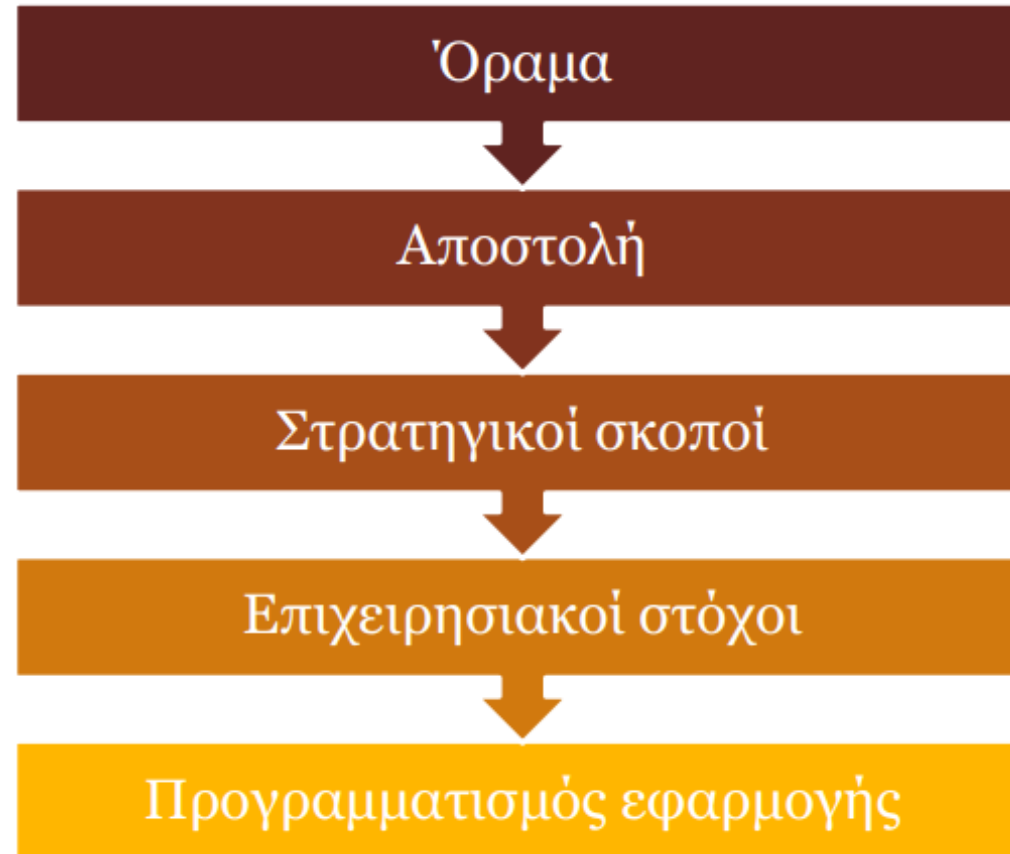 Όραμα
Αποστολή
Στρατηγικοί σκοποί
Επιχειρησιακοί στόχοι
Προγραμματισμός εφαρμογής